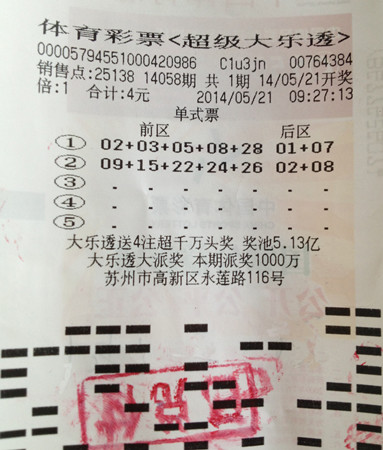 体育彩票<超级大乐透>
00005794551000420986 C1u3jn 00764384
销售点:25138 14058期 共 1期 14/05/21开奖
倍:1 合计:4元 2014/05/21 09:27:13
单式票
前区 后区
① 02+03+05+08+28 01+07
② 09+15+22+24+26 02+08
③ - - - - - - -
④ - - - - - - -
⑤ - - - - - - -
大乐透送4注超千万头奖 奖池5.13亿
大乐透大派奖 本期派奖1000万
苏州市高新区永莲路116号